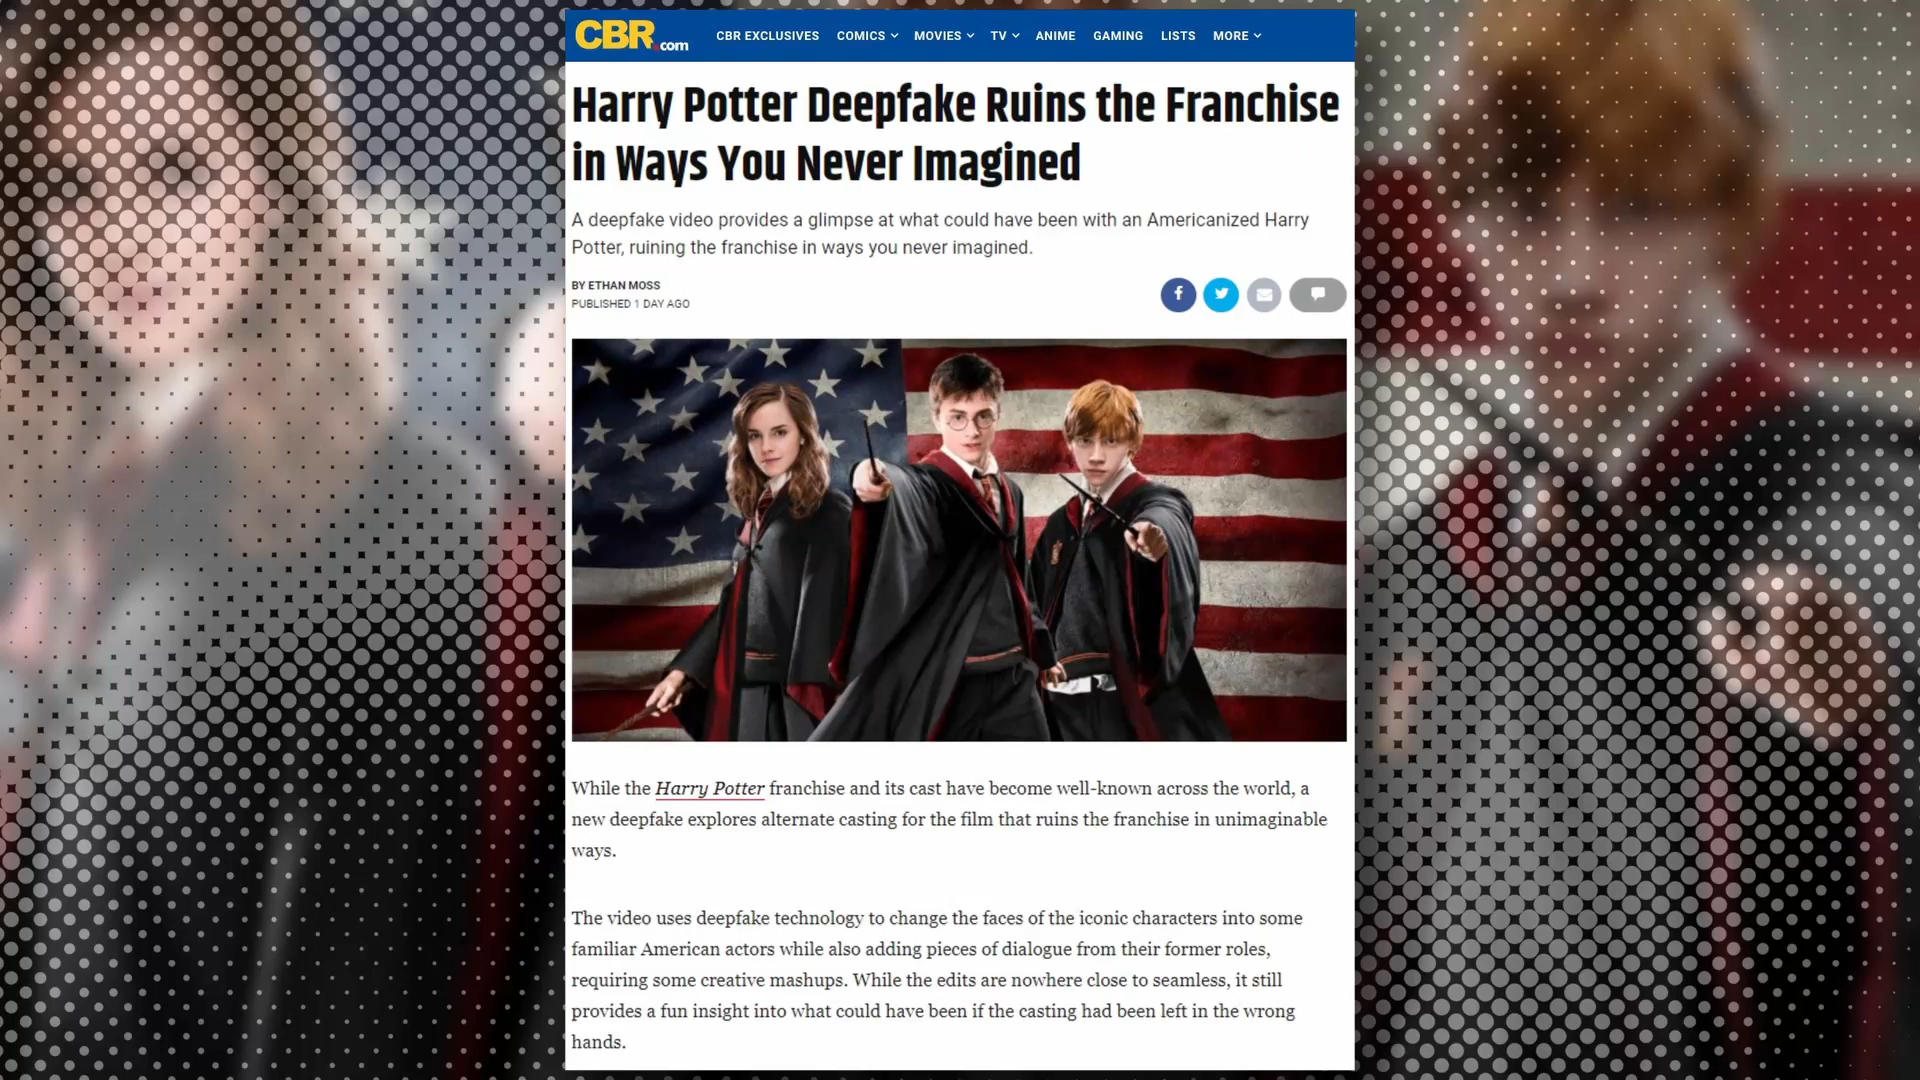 CBR.com CBR EXCLUSIVES COMICS MOVIES TV ANIME GAMING LISTS MORE
Harry Potter Deepfake Ruins the Franchise
in Ways You Never Imagined
A deepfake video provides a glimpse at what could have been with an Americanized Harry
Potter, ruining the franchise in ways you never imagined.
BY ETHAN MOSS
PUBLISHED 1 DAY AGO
While the Harry Potter franchise and its cast have become well-known across the world, a
new deepfake explores alternate casting for the film that ruins the franchise in unimaginable
ways.
The video uses deepfake technology to change the faces of the iconic characters into some
familiar American actors while also adding pieces of dialogue from their former roles,
requiring some creative mashups. While the edits are nowhere close to seamless, it still
provides a fun insight into what could have been if the casting had been left in the wrong
hands.